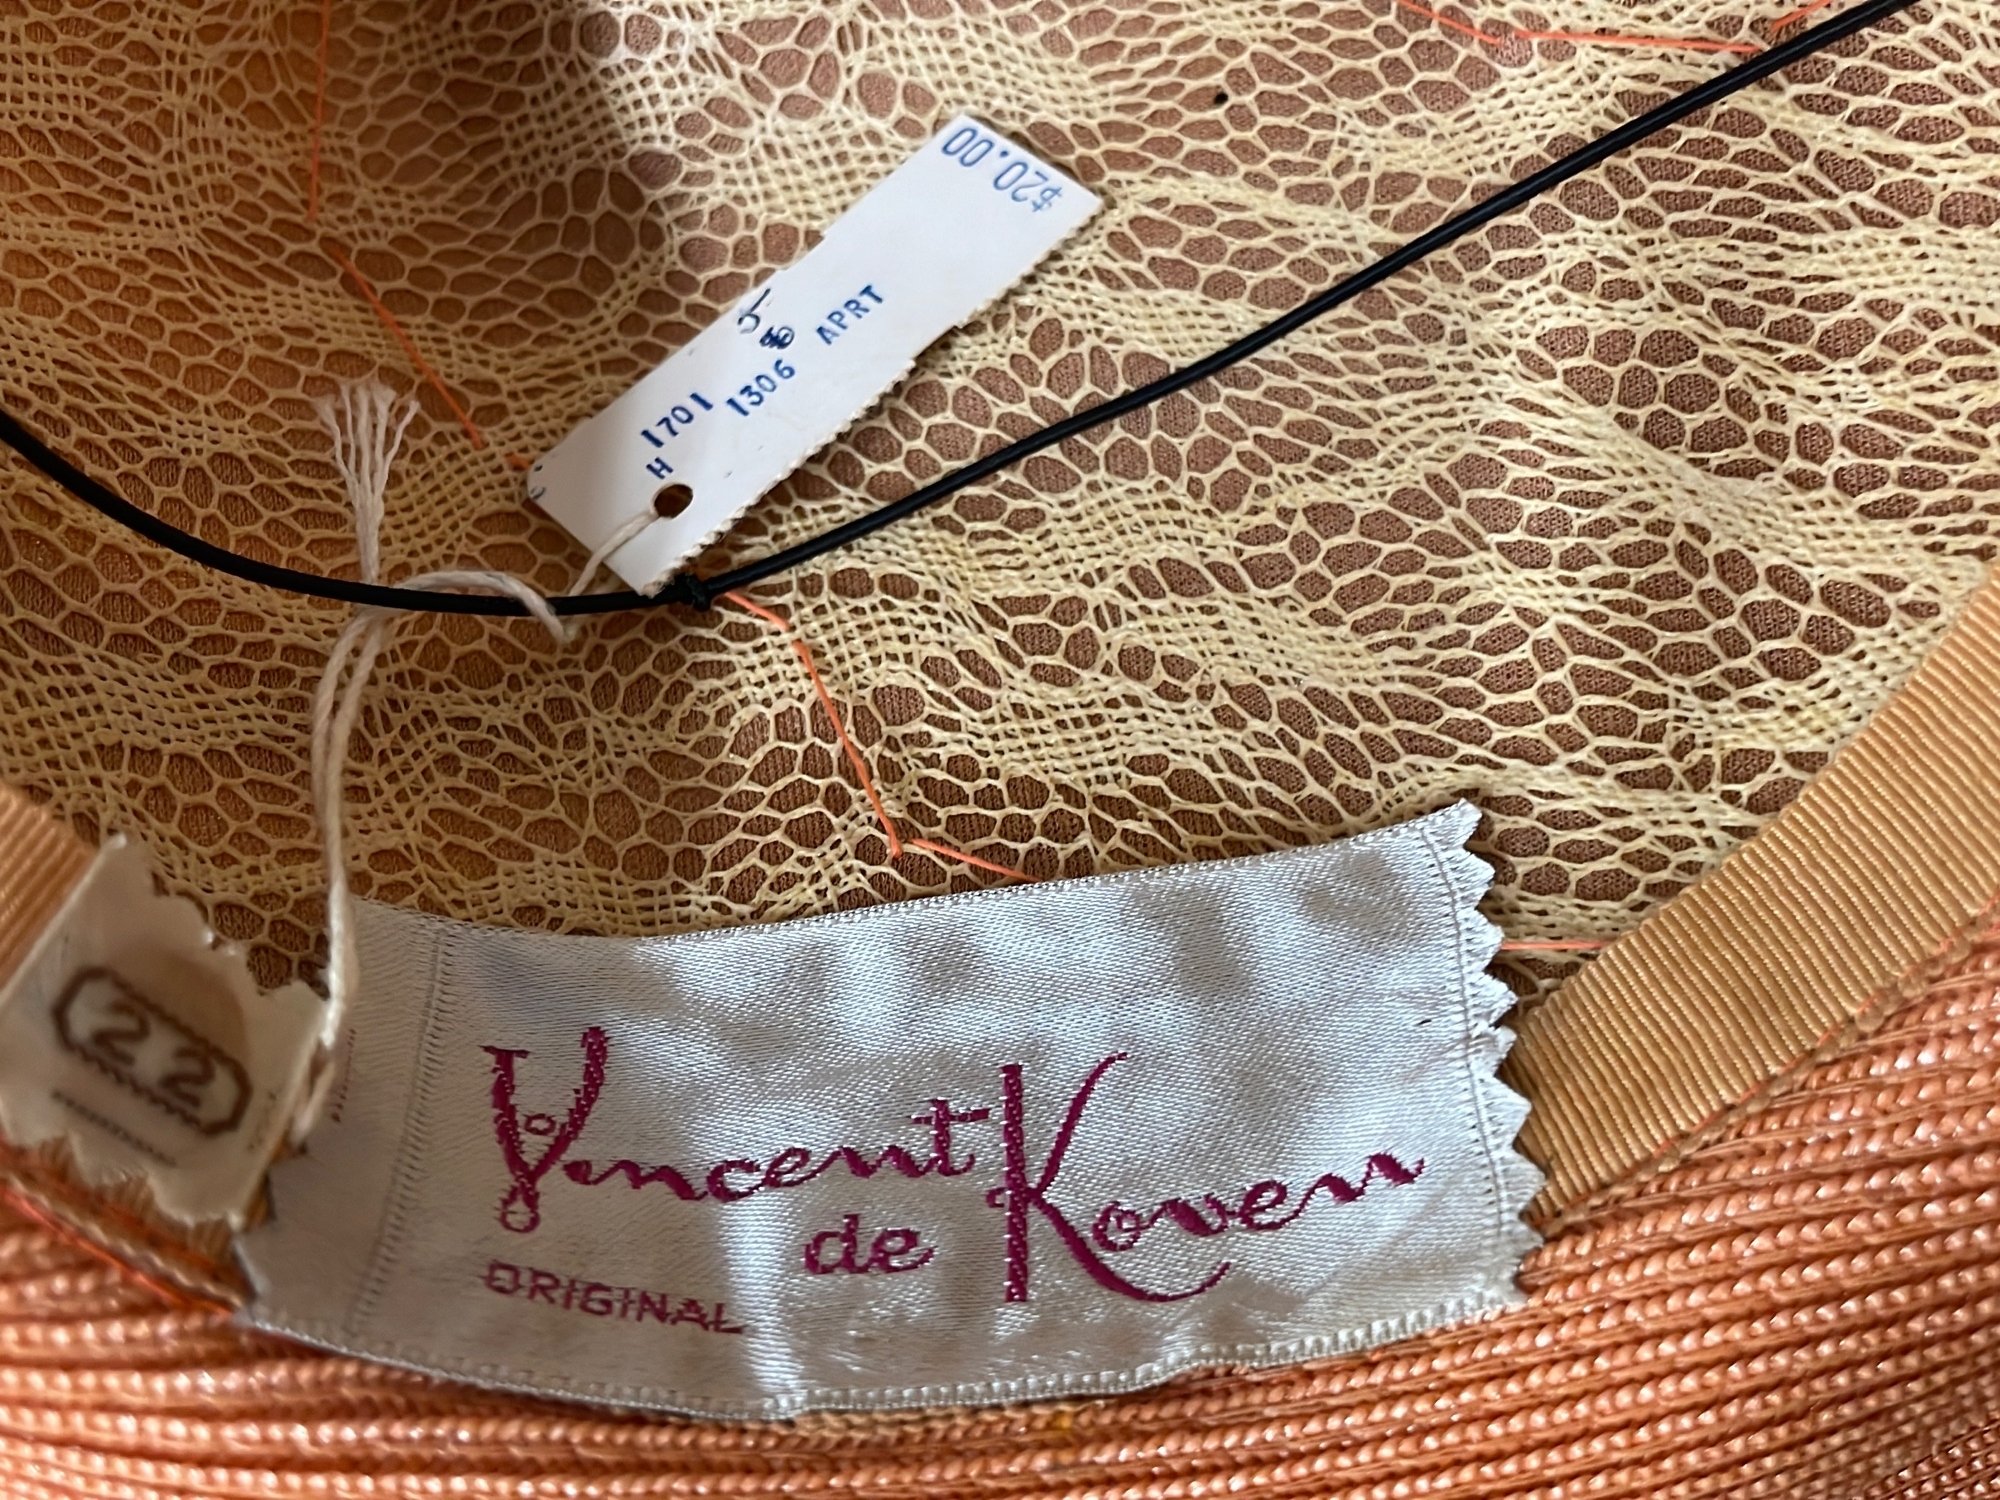 $20.00
H
1701
1306
APRT
22
Vincent
de Koven
ORIGINAL